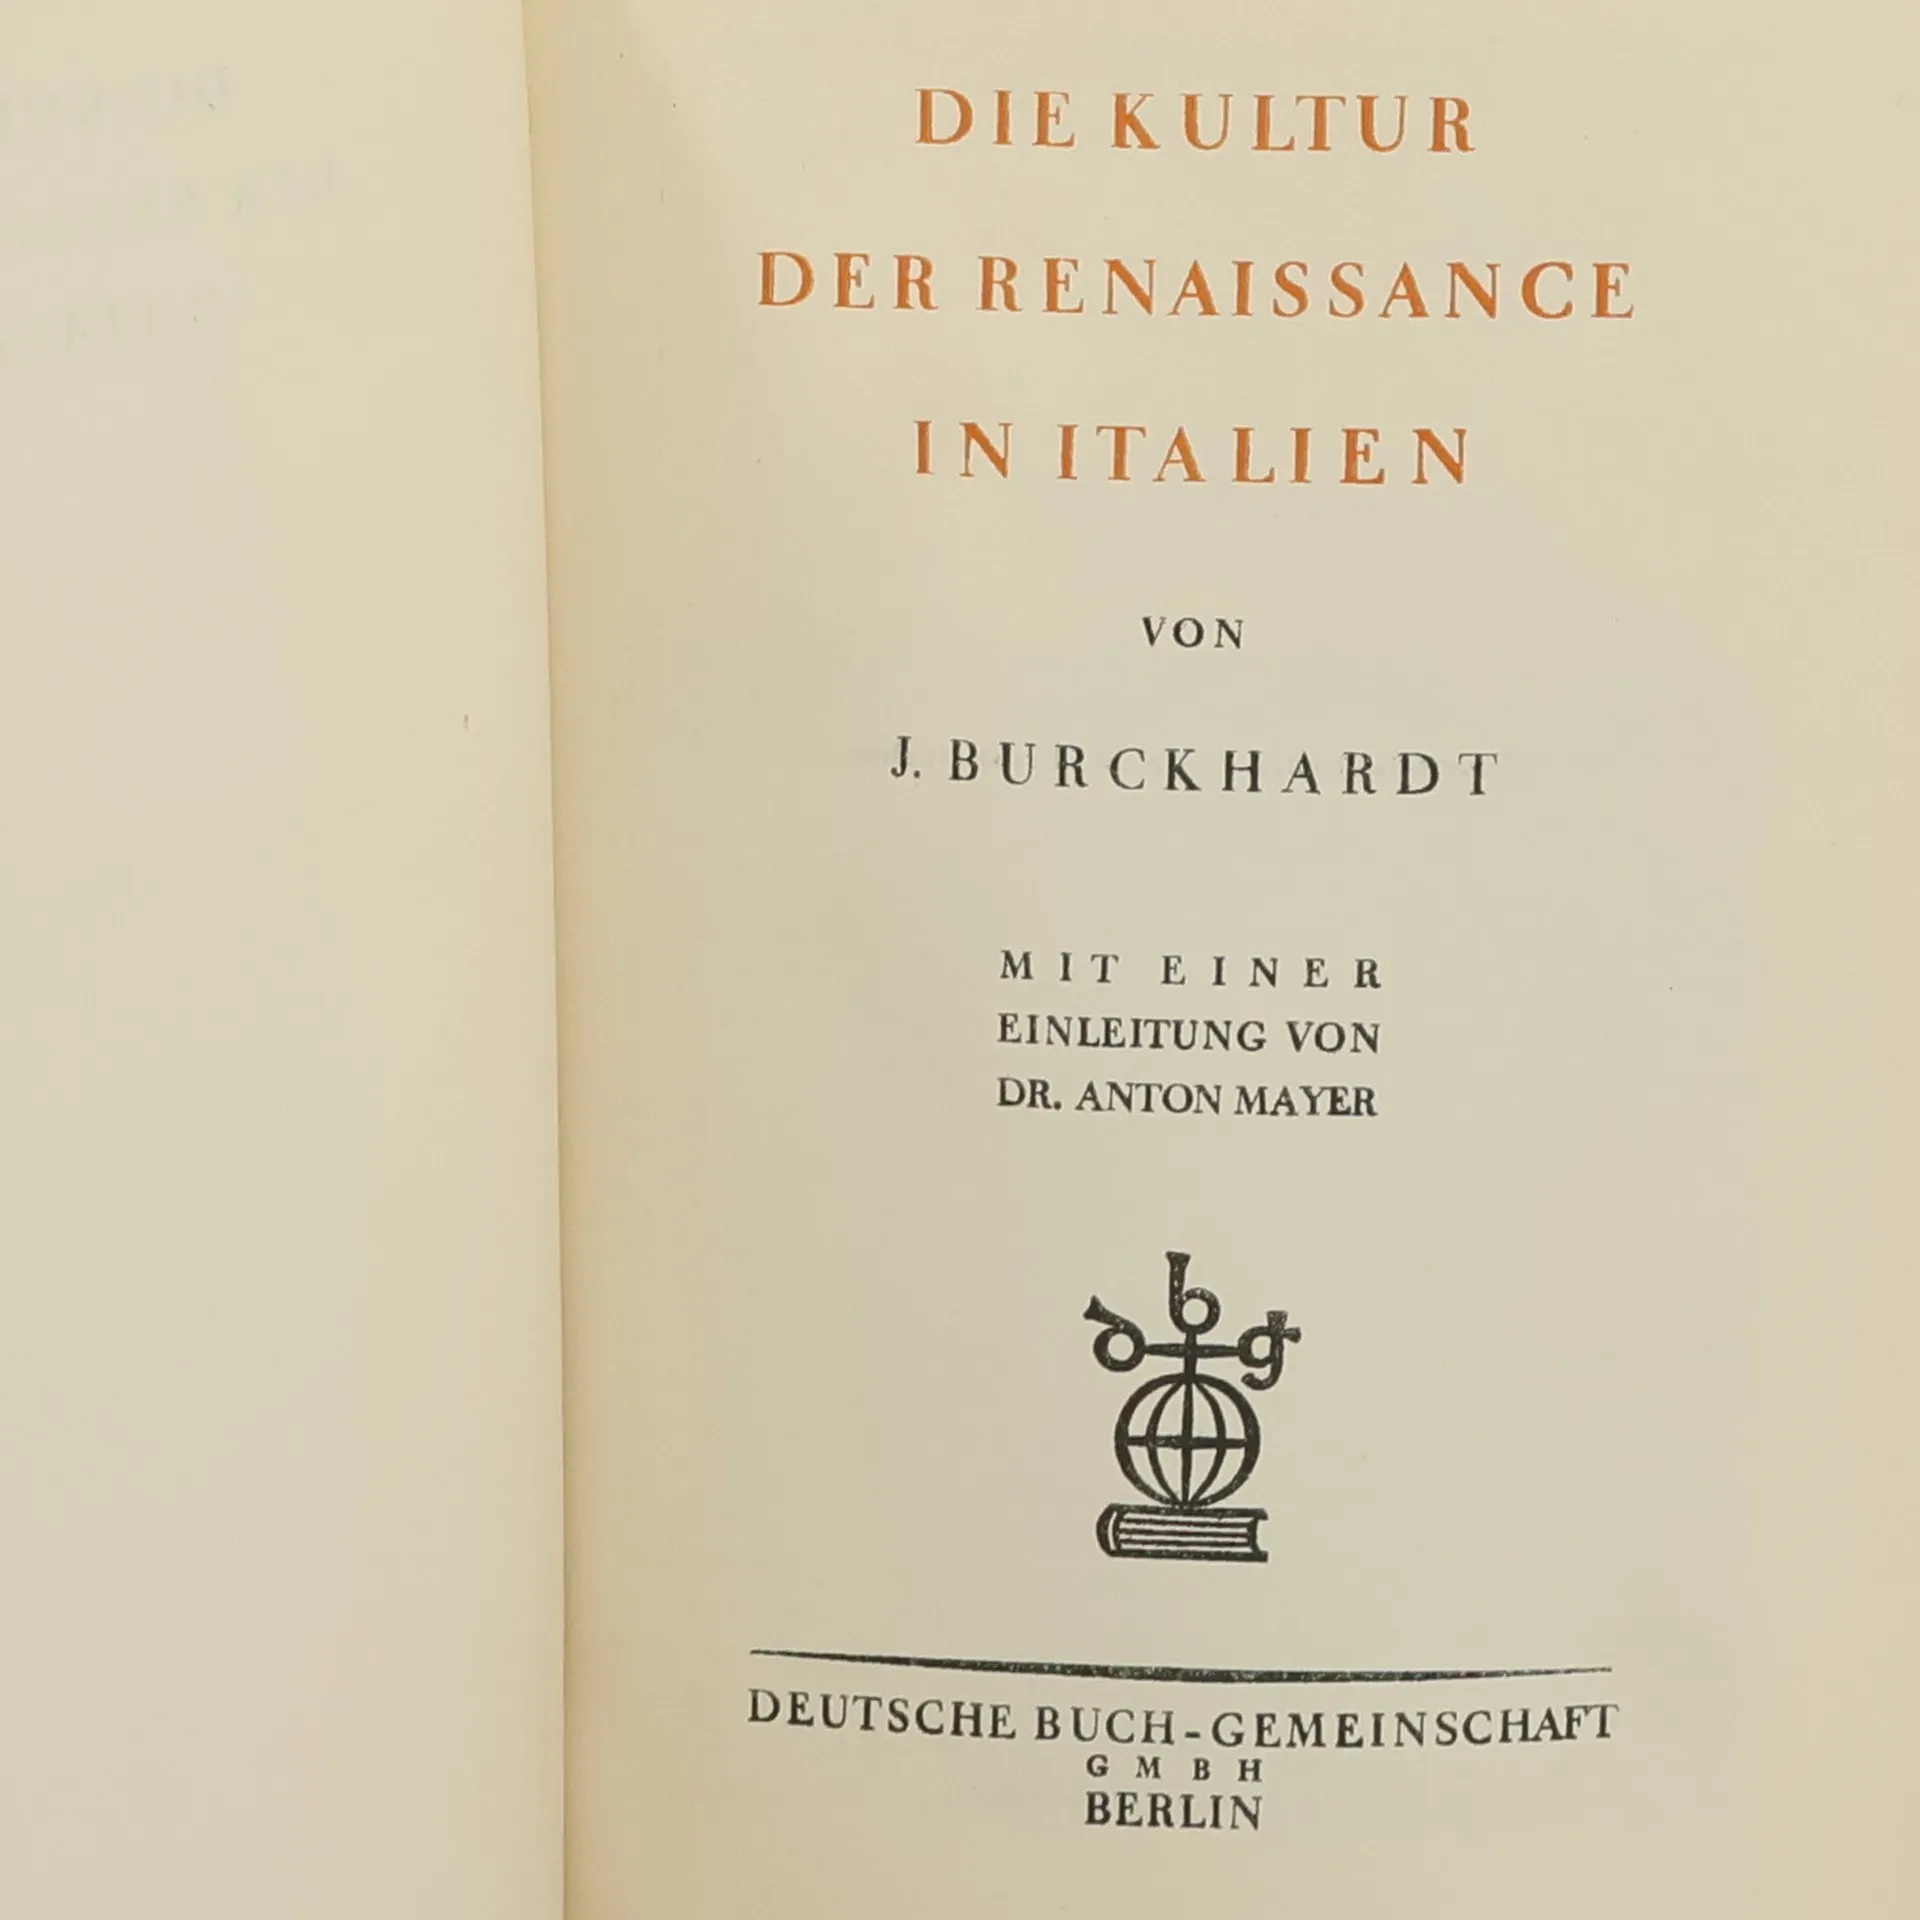 DIE KULTUR
DER RENAISSANCE
IN ITALIEN
VON
J. BURCKHARDT
MIT EINER
EINLEITUNG VON
DR. ANTON MAYER
dbg
DEUTSCHE BUCH-GEMEINSCHAFT
GMBH
BERLIN